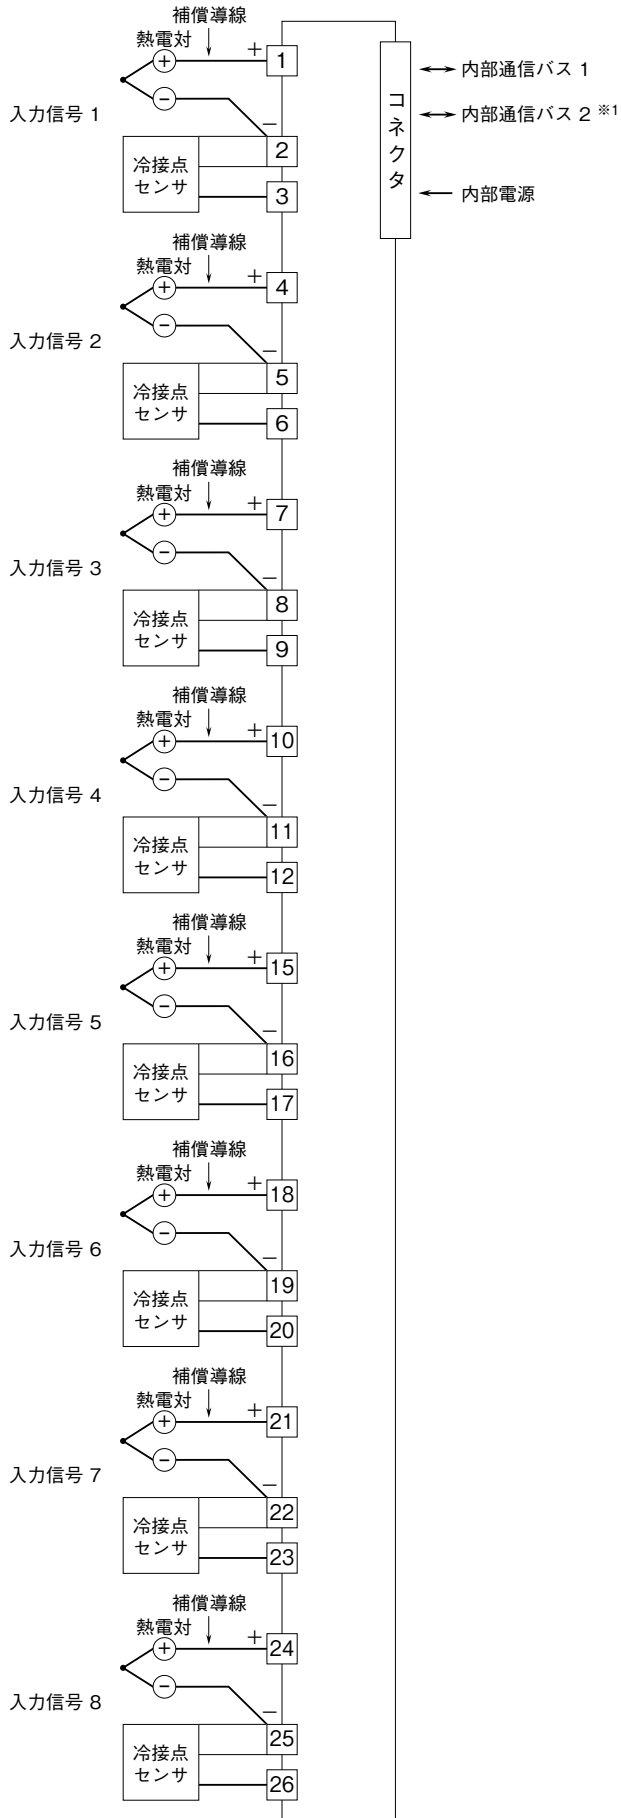 補償導線
熱電対
+
+
1
入力信号 1
−
−
2
冷接点
センサ
3
補償導線
熱電対
+
+
4
入力信号 2
−
−
5
冷接点
センサ
6
補償導線
熱電対
+
+
7
入力信号 3
−
−
8
冷接点
センサ
9
補償導線
熱電対
+
+
10
入力信号 4
−
−
11
冷接点
センサ
12
補償導線
熱電対
+
+
15
入力信号 5
−
−
16
冷接点
センサ
17
補償導線
熱電対
+
+
18
入力信号 6
−
−
19
冷接点
センサ
20
補償導線
熱電対
+
+
21
入力信号 7
−
−
22
冷接点
センサ
23
補償導線
熱電対
+
+
24
入力信号 8
−
−
25
冷接点
センサ
26
コネクタ
内部通信バス 1
内部通信バス 2 ※1
内部電源